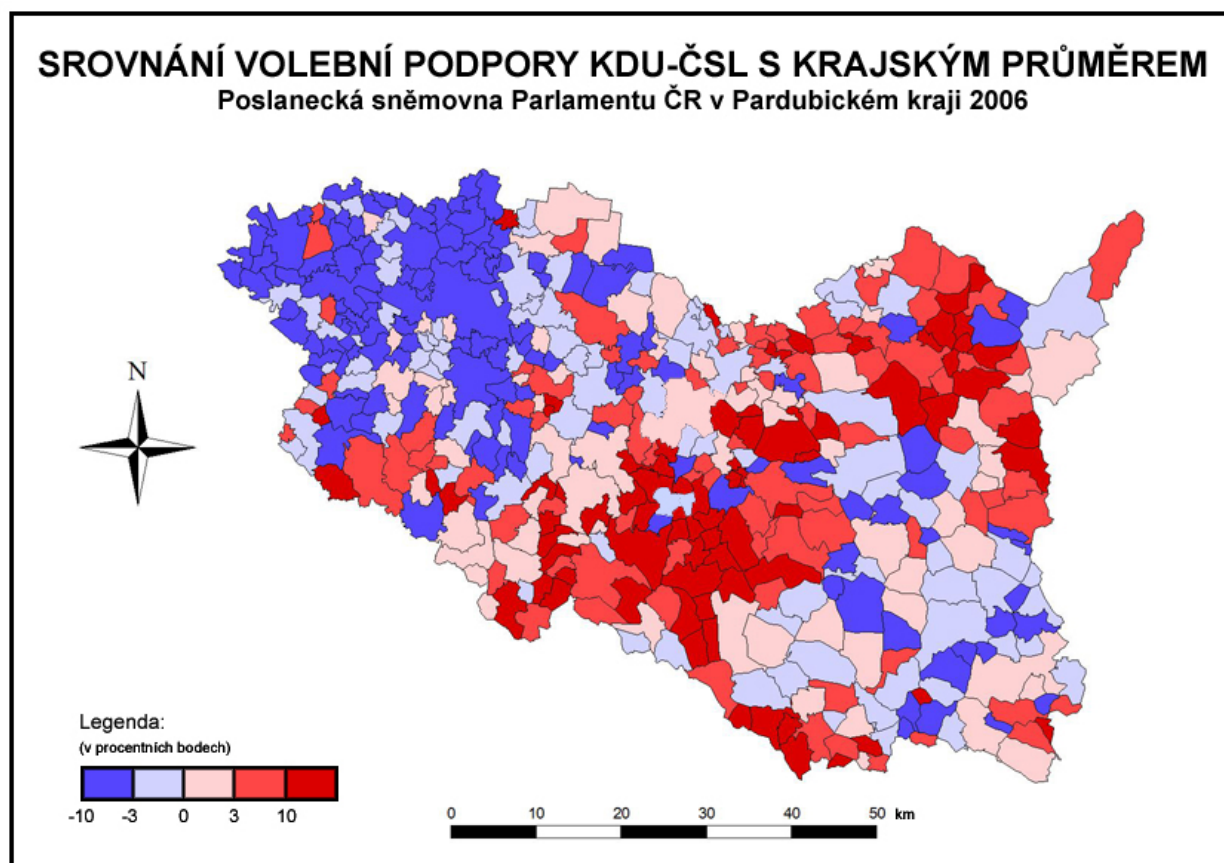 SROVNÁNÍ VOLEBNÍ PODPORY KDU-ČSL S KRAJSKÝM PRŮMĚREM
Poslanecká sněmovna Parlamentu ČR v Pardubickém kraji 2006
N
Legenda:
(v procentních bodech)
-10 -3 0 3 10
0 10 20 30 40 50 km